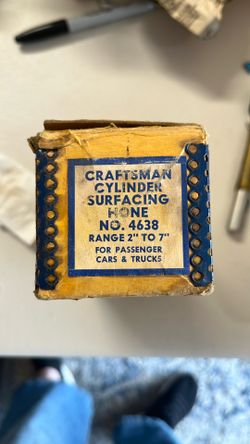 CRAFTSMAN
CYLINDER
SURFACING
HONE
NO. 4638
RANGE 2" TO 7"
FOR PASSENGER
CARS & TRUCKS